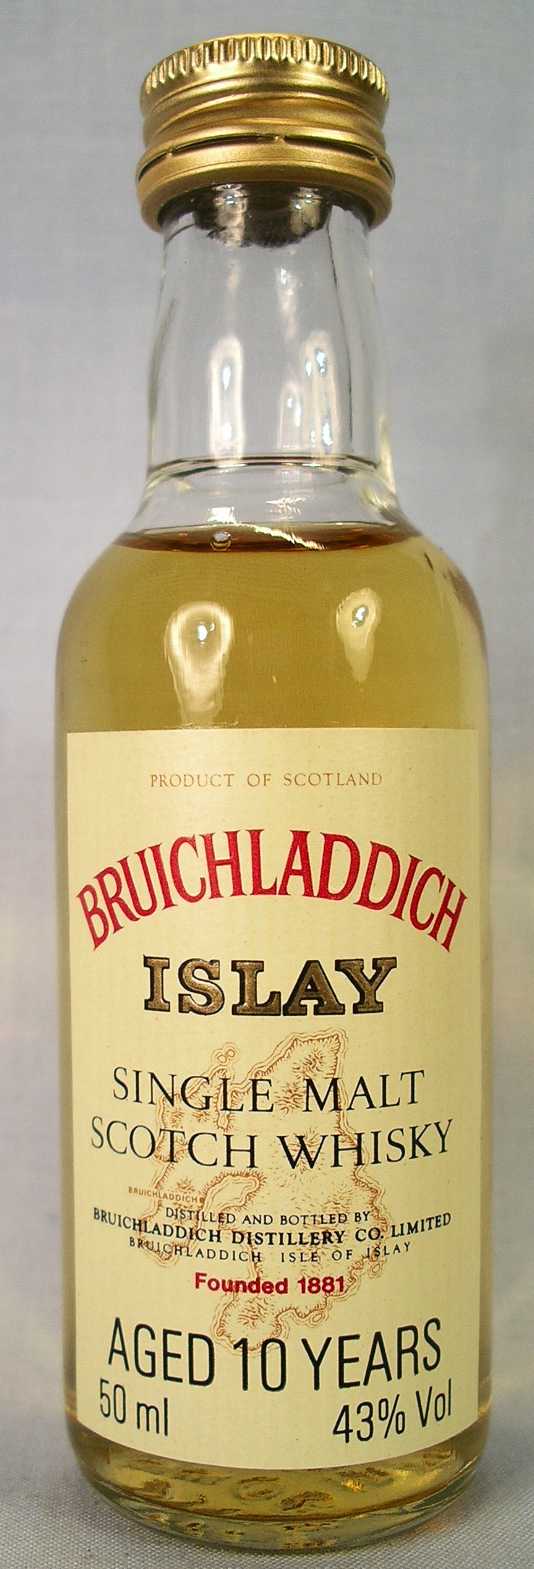 PRODUCT OF SCOTLAND
BRUICHLADDICH
ISLAY
SINGLE MALT
SCOTCH WHISKY
BRUICHLADDICH
DISTILLED AND BOTTLED BY
BRUICHLADDICH DISTILLERY CO. LIMITED
BRUICHLADDICH ISLE OF ISLAY
Founded 1881
AGED 10 YEARS
50 ml 43% Vol